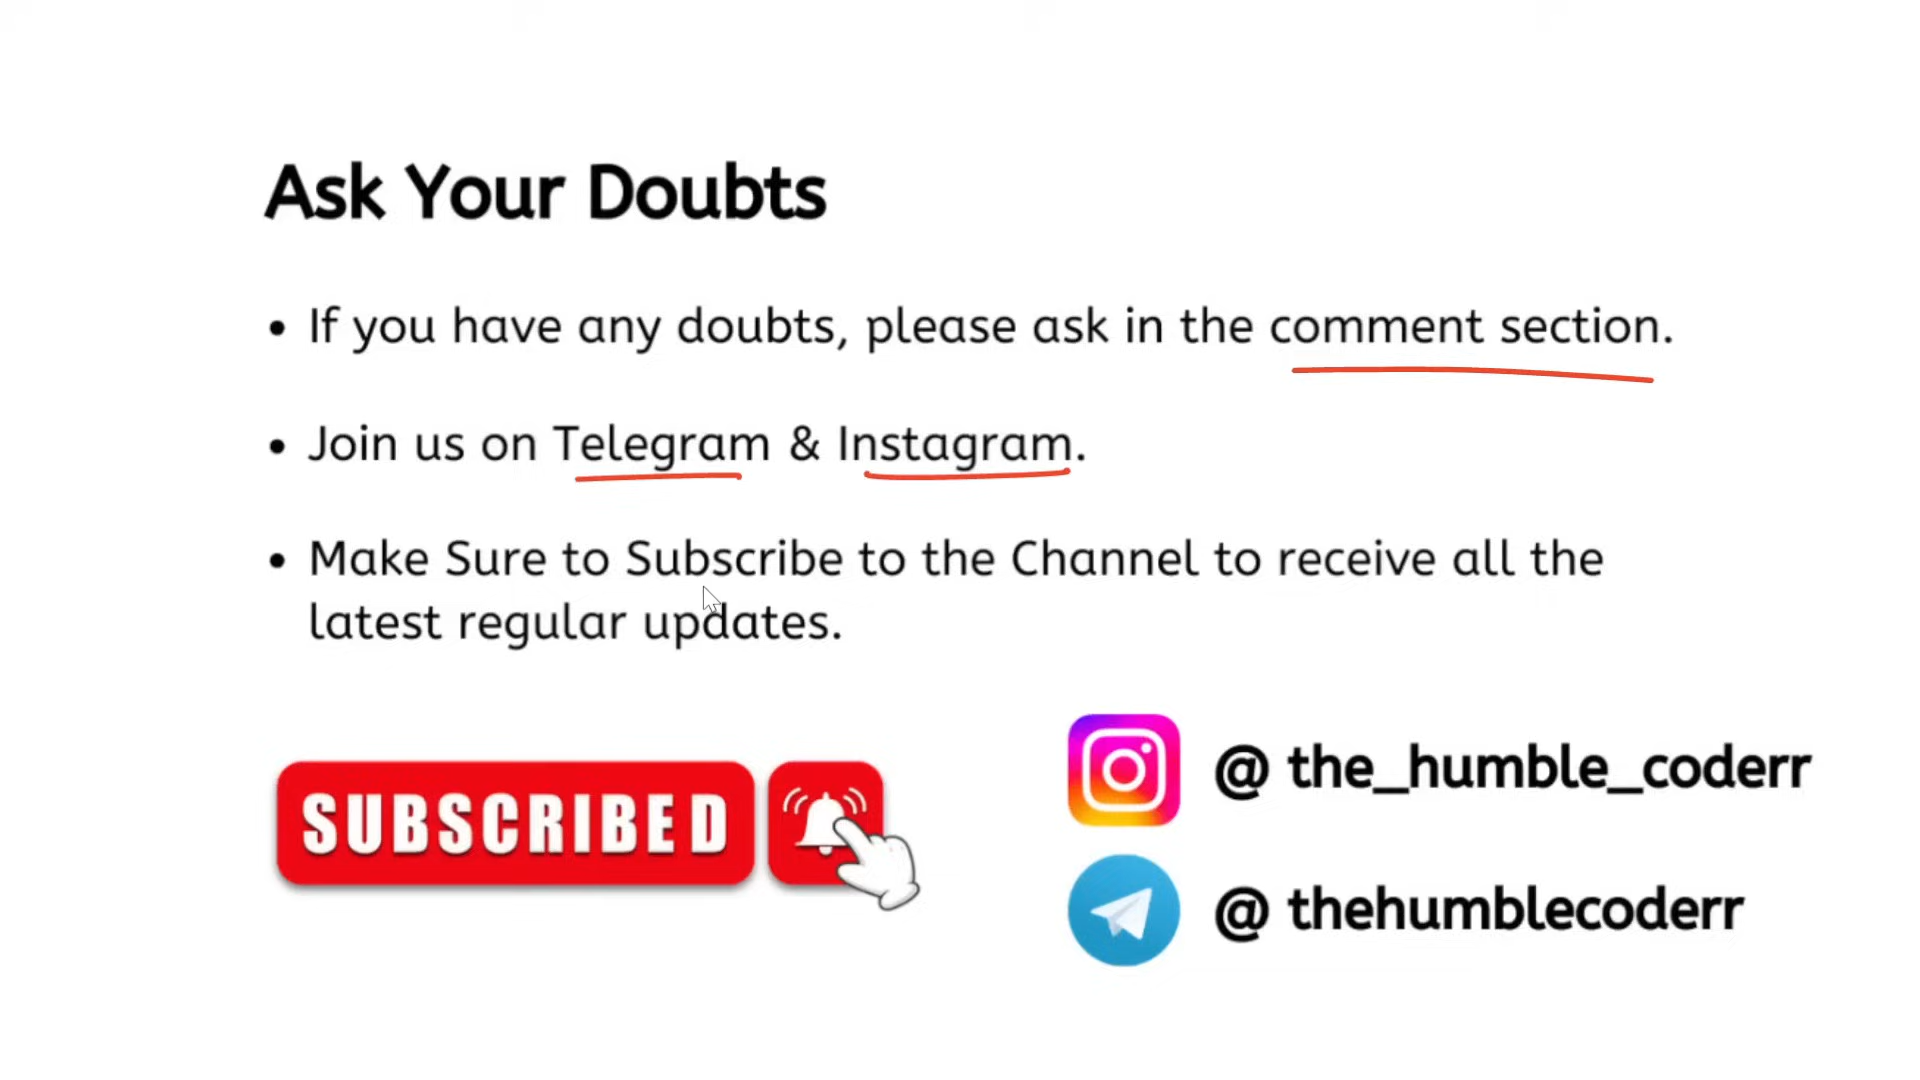 Ask Your Doubts
• If you have any doubts, please ask in the comment section.
• Join us on Telegram & Instagram.
• Make Sure to Subscribe to the Channel to receive all the
latest regular updates.
SUBSCRIBED
@ the_humble_coderr
@ thehumblecoderr